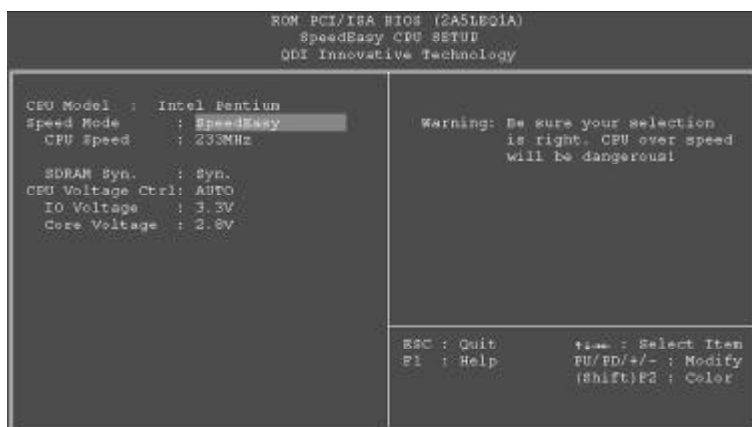 ROM PCI/ISA BIOS (2A5LEQ1A)
SpeedEasy CPU SETUP
QDI Innovative Technology
CPU Model : Intel Pentium
Speed Mode : SpeedEasy
CPU Speed : 233MHz
SDRAM Syn. : Syn.
CPU Voltage Ctrl: AUTO
IO Voltage : 3.3V
Core Voltage : 2.8V
Warning: Be sure your selection
is right. CPU over speed
will be dangerous!
ESC : Quit
↑↓→← : Select Item
F1 : Help
PU/PD/+/- : Modify
(Shift)F2 : Color